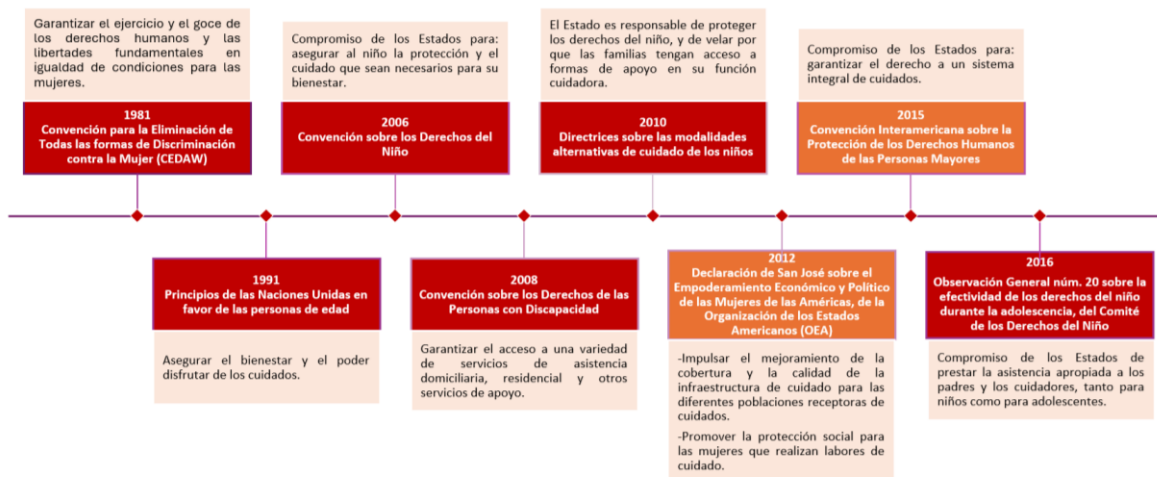 Garantizar el ejercicio y el goce de
los derechos humanos y las
libertades fundamentales en
igualdad de condiciones para las
mujeres.
1981
Convención para la Eliminación de
Todas las formas de Discriminación
contra la Mujer (CEDAW)
1991
Principios de las Naciones Unidas en
favor de las personas de edad
Asegurar el bienestar y el poder
disfrutar de los cuidados.
Compromiso de los Estados para:
asegurar al niño la protección y el
cuidado que sean necesarios para su
bienestar.
2006
Convención sobre los Derechos del
Niño
2008
Convención sobre los Derechos de las
Personas con Discapacidad
Garantizar el acceso a una variedad
de servicios de asistencia
domiciliaria, residencial y otros
servicios de apoyo.
El Estado es responsable de proteger
los derechos del niño, y de velar por
que las familias tengan acceso a
formas de apoyo en su función
cuidadora.
2010
Directrices sobre las modalidades
alternativas de cuidado de los niños
2012
Declaración de San José sobre el
Empoderamiento Económico y Político
de las Mujeres de las Américas, de la
Organización de los Estados
Americanos (OEA)
-Impulsar el mejoramiento de la
cobertura y la calidad de la
infraestructura de cuidado para las
diferentes poblaciones receptoras de
cuidados.
-Promover la protección social para
las mujeres que realizan labores de
cuidado.
Compromiso de los Estados para:
garantizar el derecho a un sistema
integral de cuidados.
2015
Convención Interamericana sobre la
Protección de los Derechos Humanos
de las Personas Mayores
2016
Observación General núm. 20 sobre la
efectividad de los derechos del niño
durante la adolescencia, del Comité
de los Derechos del Niño
Compromiso de los Estados de
prestar la asistencia apropiada a los
padres y los cuidadores, tanto para
niños como para adolescentes.